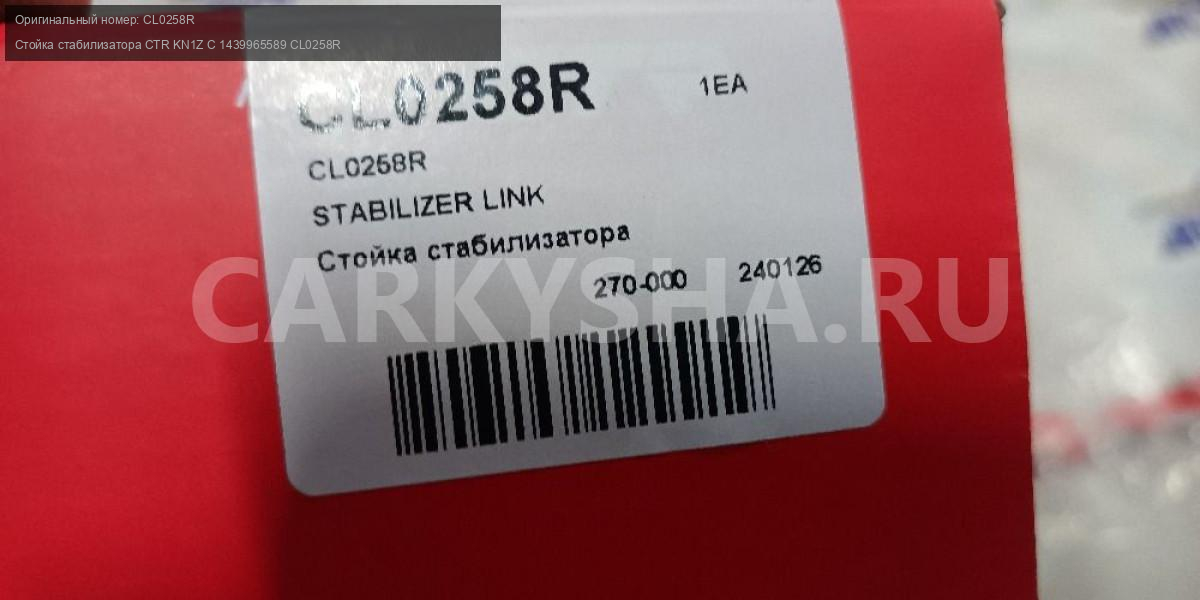 Оригинальный номер: CL0258R
Стойка стабилизатора CTR KN1Z C 1439965589 CL0258R
CL0258R 1EA
CL0258R
STABILIZER LINK
Стойка стабилизатора
270-000 240126
CARKYSHA.RU